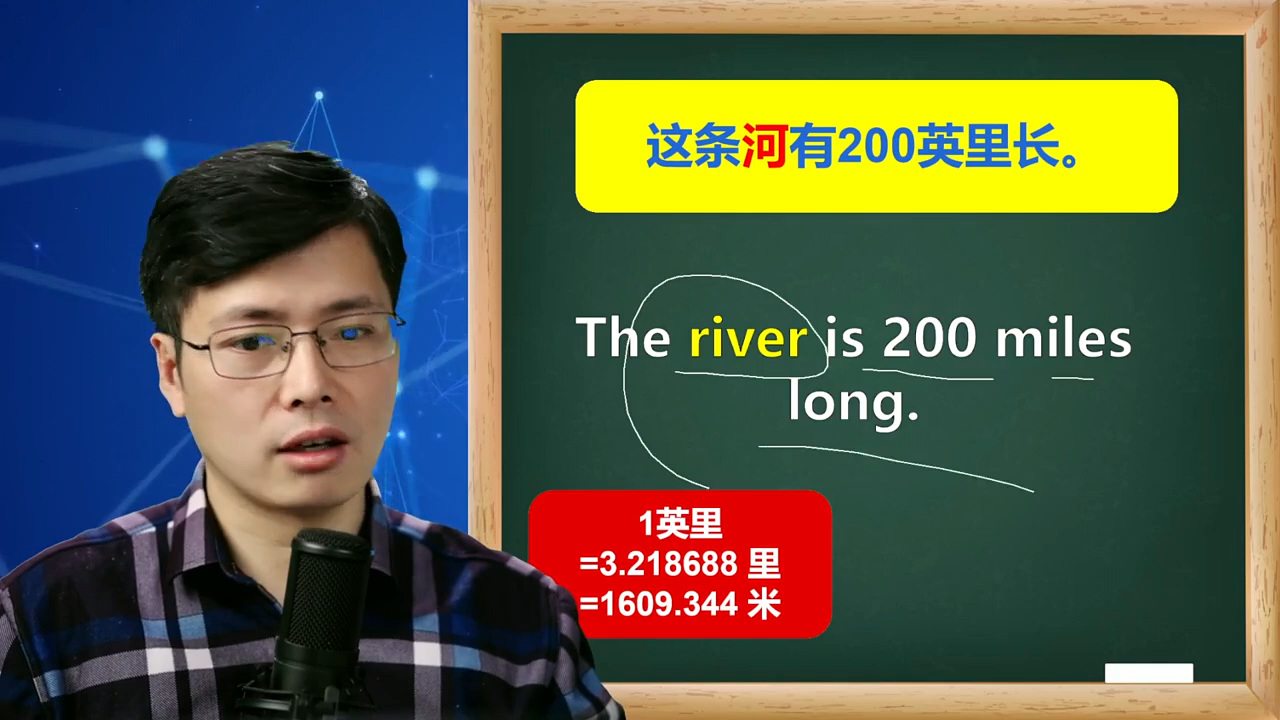 这条河有200英里长。
The river is 200 miles
long.
1英里
=3.218688 里
=1609.344 米